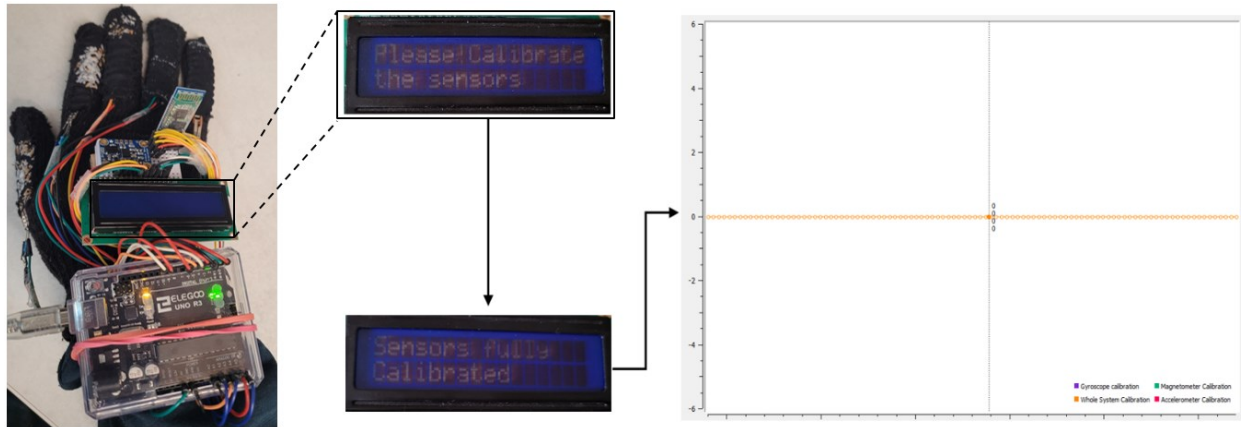 Please Calibrate
the sensors
ELEGOO
UNO R3
Sensors fully
Calibrated
6
4
2
0
-2
-4
-6
0
0
0
0
Gyroscope calibration
Magnetometer Calibration
Whole System Calibration
Accelerometer Calibration